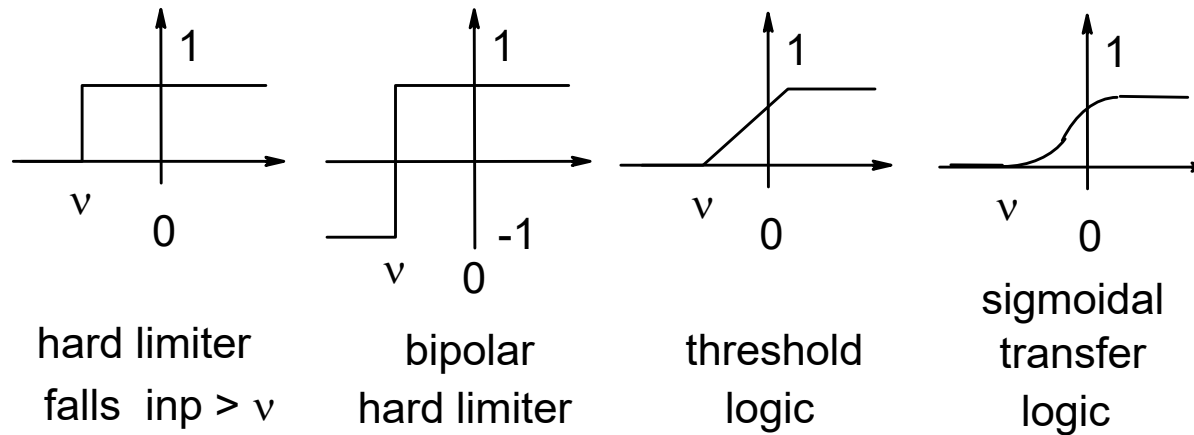 1
ν
0
hard limiter
falls inp > ν
1
-1
ν
0
bipolar
hard limiter
1
ν
0
threshold
logic
1
ν
0
sigmoidal
transfer
logic